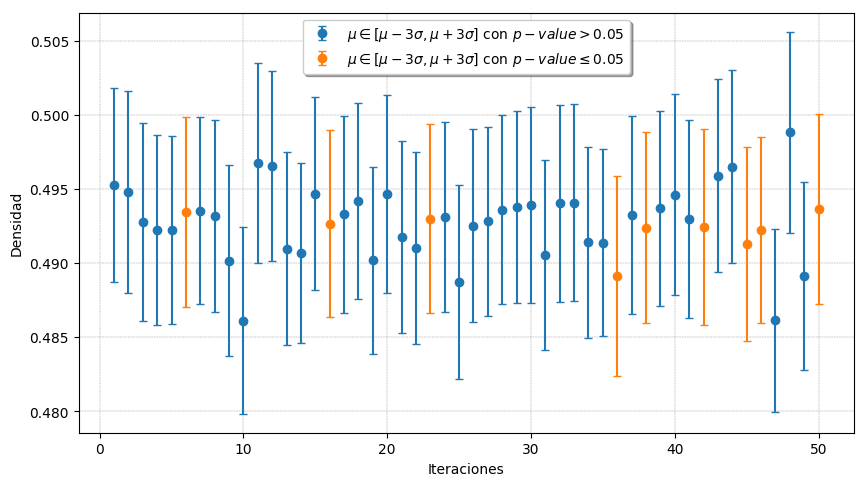 μ ∈ [μ − 3σ, μ + 3σ] con p − value > 0.05
μ ∈ [μ − 3σ, μ + 3σ] con p − value ≤ 0.05
Densidad
0.505
0.500
0.495
0.490
0.485
0.480
0 10 20 30 40 50
Iteraciones